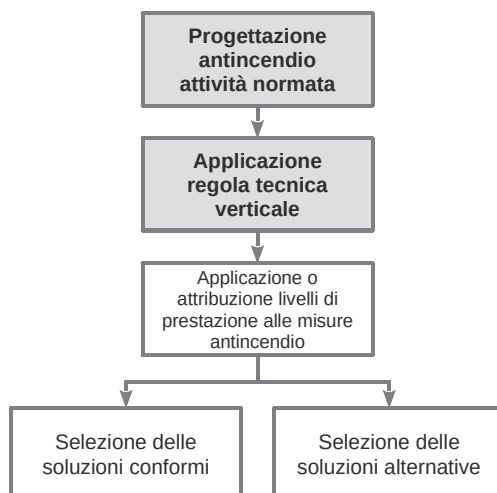 Progettazione
antincendio
attività normata
Applicazione
regola tecnica
verticale
Applicazione o
attribuzione livelli di
prestazione alle misure
antincendio
Selezione delle
soluzioni conformi
Selezione delle
soluzioni alternative